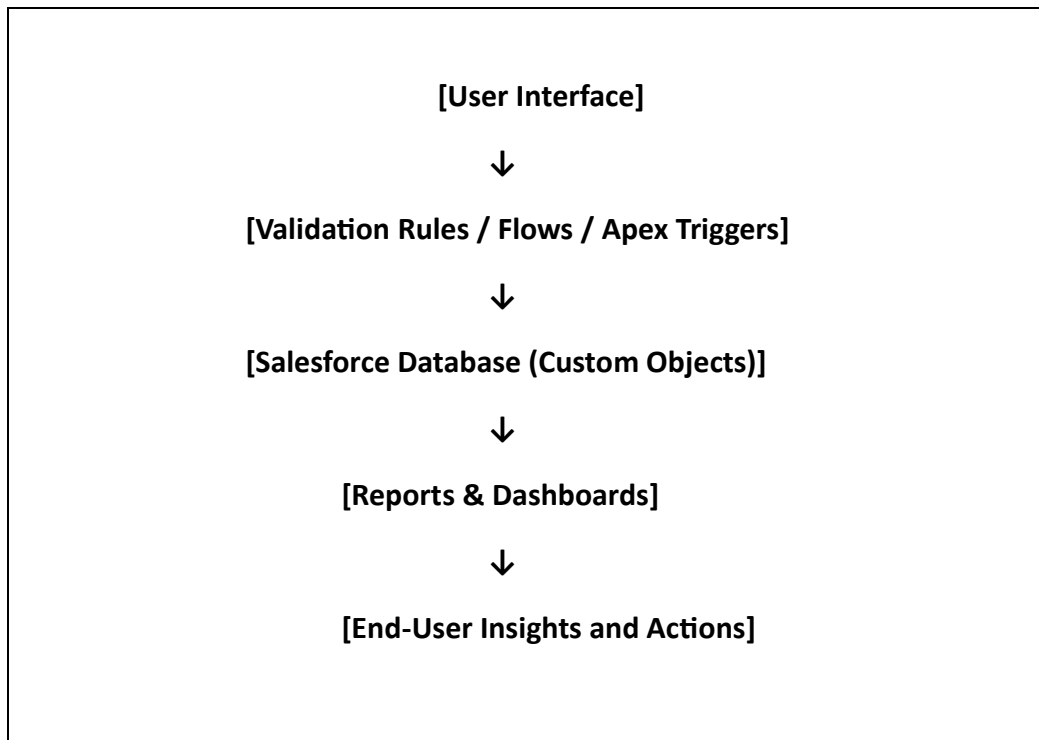 [User Interface]
↓
[Validation Rules / Flows / Apex Triggers]
↓
[Salesforce Database (Custom Objects)]
↓
[Reports & Dashboards]
↓
[End-User Insights and Actions]